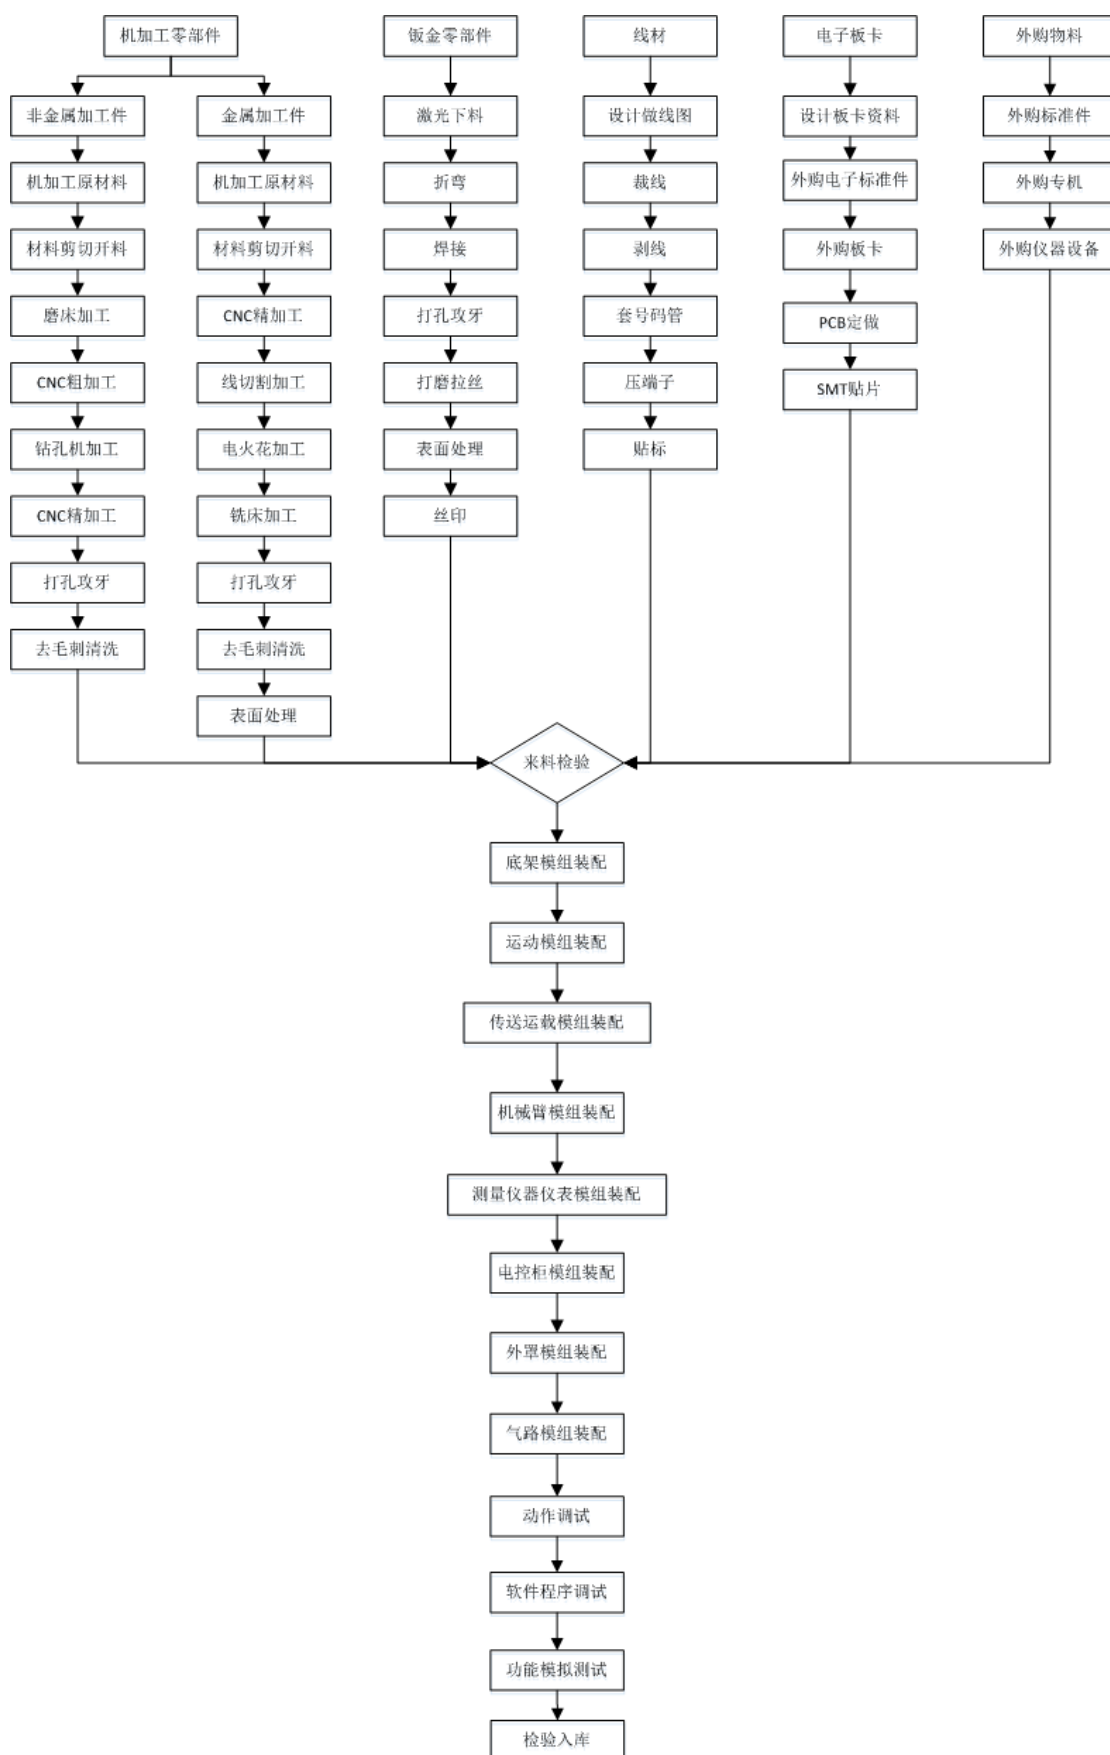 机加工零部件
钣金零部件
线材
电子板卡
外购物料
非金属加工件
金属加工件
激光下料
设计做线图
设计板卡资料
外购标准件
机加工原材料
机加工原材料
折弯
裁线
外购电子标准件
外购专机
材料剪切开料
材料剪切开料
焊接
剥线
外购板卡
外购仪器设备
磨床加工
CNC精加工
打孔攻牙
套号码管
PCB定做
CNC粗加工
线切割加工
打磨拉丝
压端子
SMT贴片
钻孔机加工
电火花加工
表面处理
贴标
CNC精加工
铣床加工
丝印
打孔攻牙
打孔攻牙
去毛刺清洗
去毛刺清洗
表面处理
来料检验
底架模组装配
运动模组装配
传送运载模组装配
机械臂模组装配
测量仪器仪表模组装配
电控柜模组装配
外罩模组装配
气路模组装配
动作调试
软件程序调试
功能模拟测试
检验入库